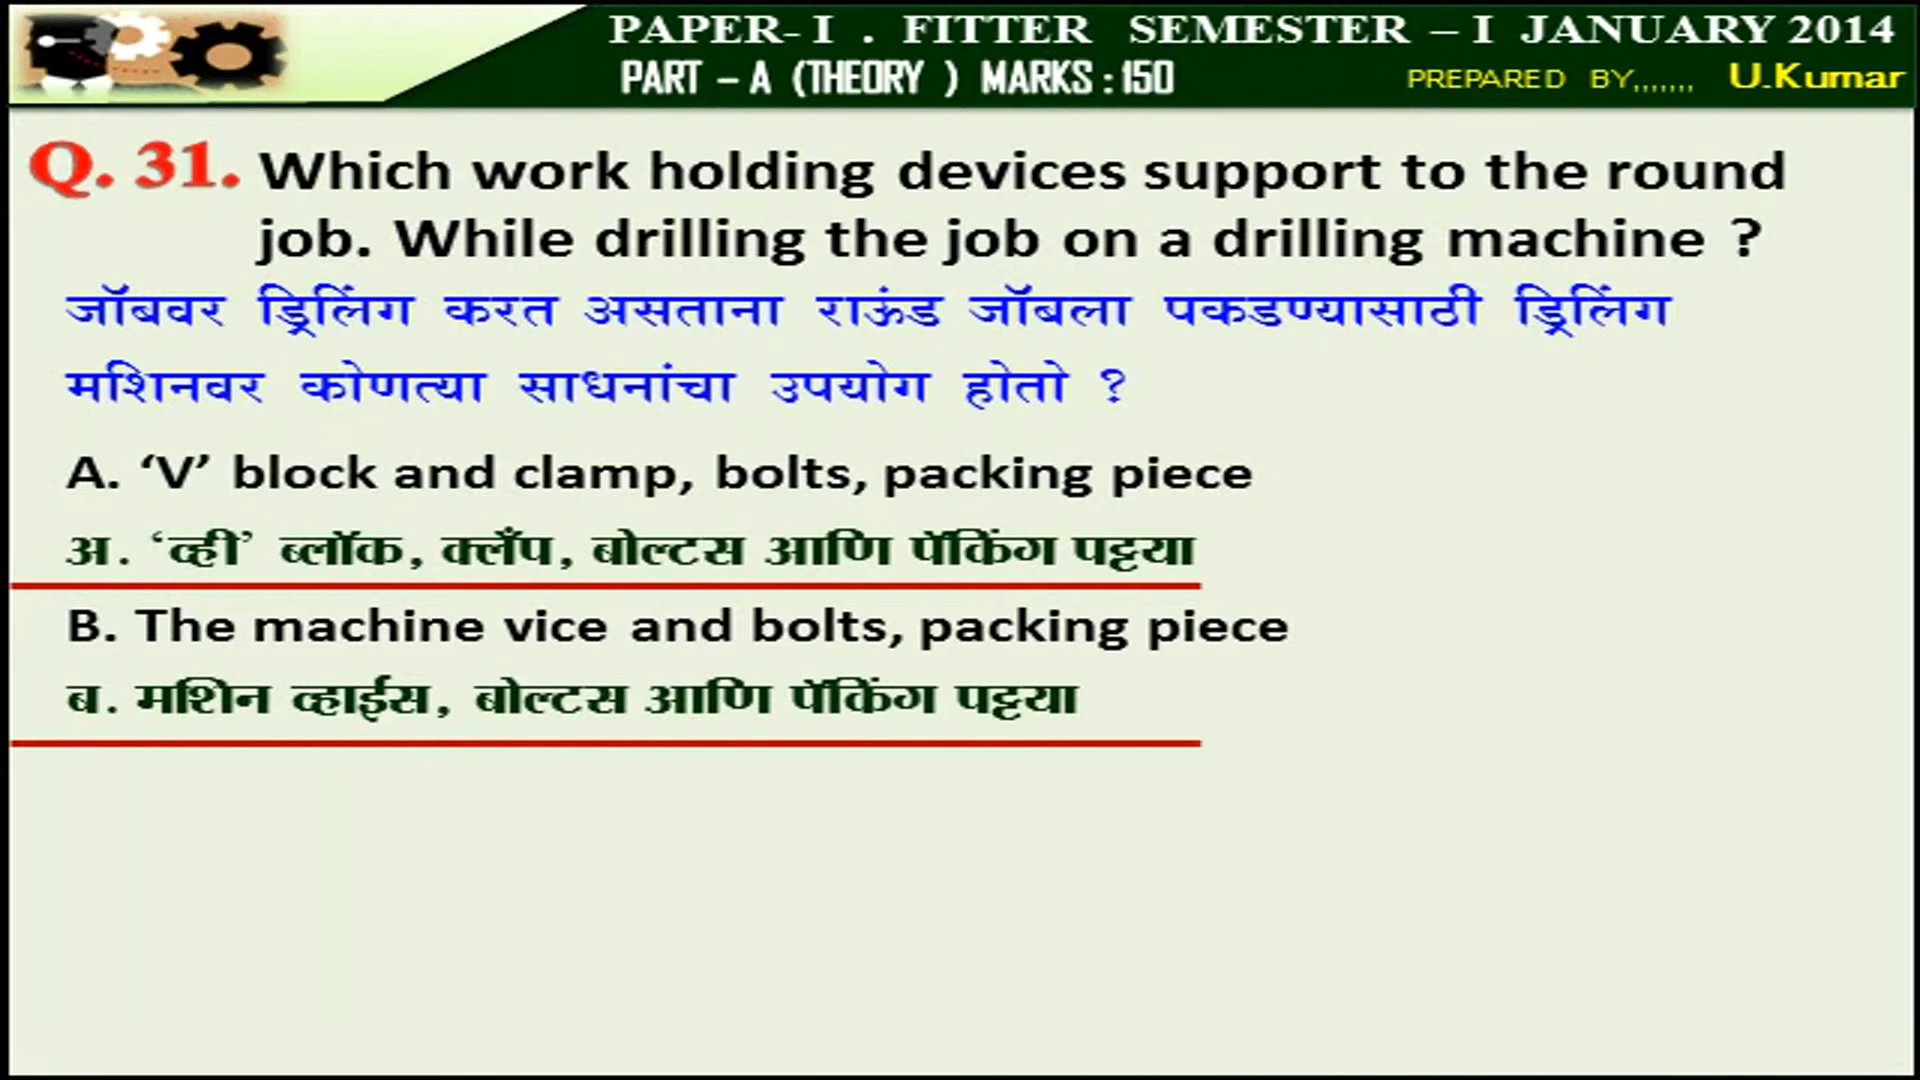 PAPER- I . FITTER SEMESTER – I JANUARY 2014
PART – A (THEORY ) MARKS : 150
PREPARED BY,,,,,,, U.Kumar
Q. 31. Which work holding devices support to the round
job. While drilling the job on a drilling machine ?
जॉबवर ड्रिलिंग करत असताना राऊंड जॉबला पकडण्यासाठी ड्रिलिंग
मशिनवर कोणत्या साधनांचा उपयोग होतो ?
A. ‘V’ block and clamp, bolts, packing piece
अ. ‘व्ही’ ब्लॉक, क्लॅंप, बोल्टस आणि पॅकिंग पट्टया
B. The machine vice and bolts, packing piece
ब. मशिन व्हाईस, बोल्टस आणि पॅकिंग पट्टया